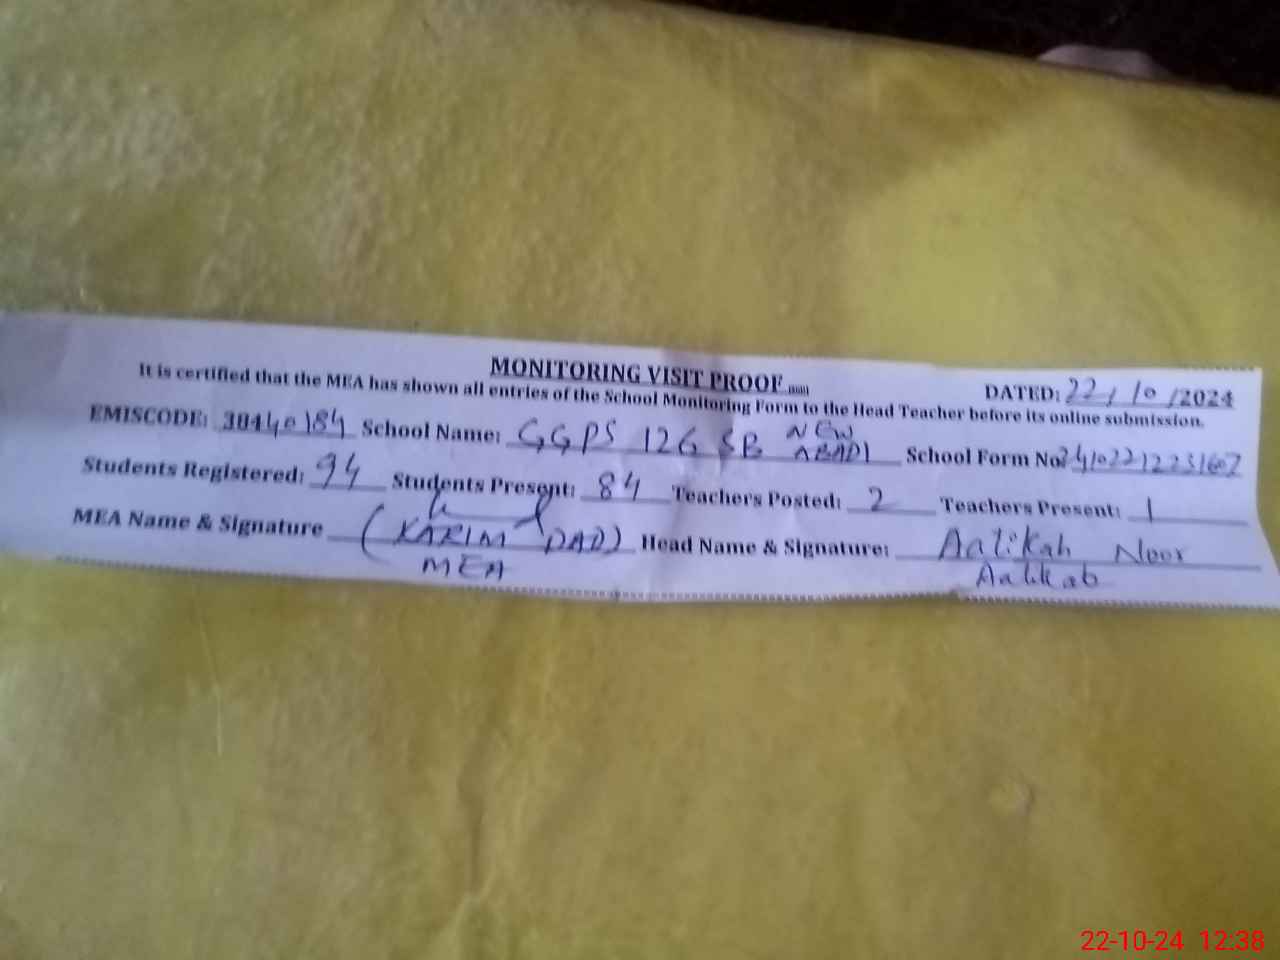 MONITORING VISIT PROOF
DATED: 22/10/2024
It is certified that the MEA has shown all entries of the School Monitoring Form to the Head Teacher before its online submission.
EMISCODE: 38440184 School Name: GGPS 126 SB NEW ABADI School Form No
Students Registered: 94 Students Present: 84 Teachers Posted: 2 Teachers Present: 1
MEA Name & Signature (KARIM DAD) Head Name & Signature: Aatikah Noor
MEA Aatikah
22-10-24 12:38